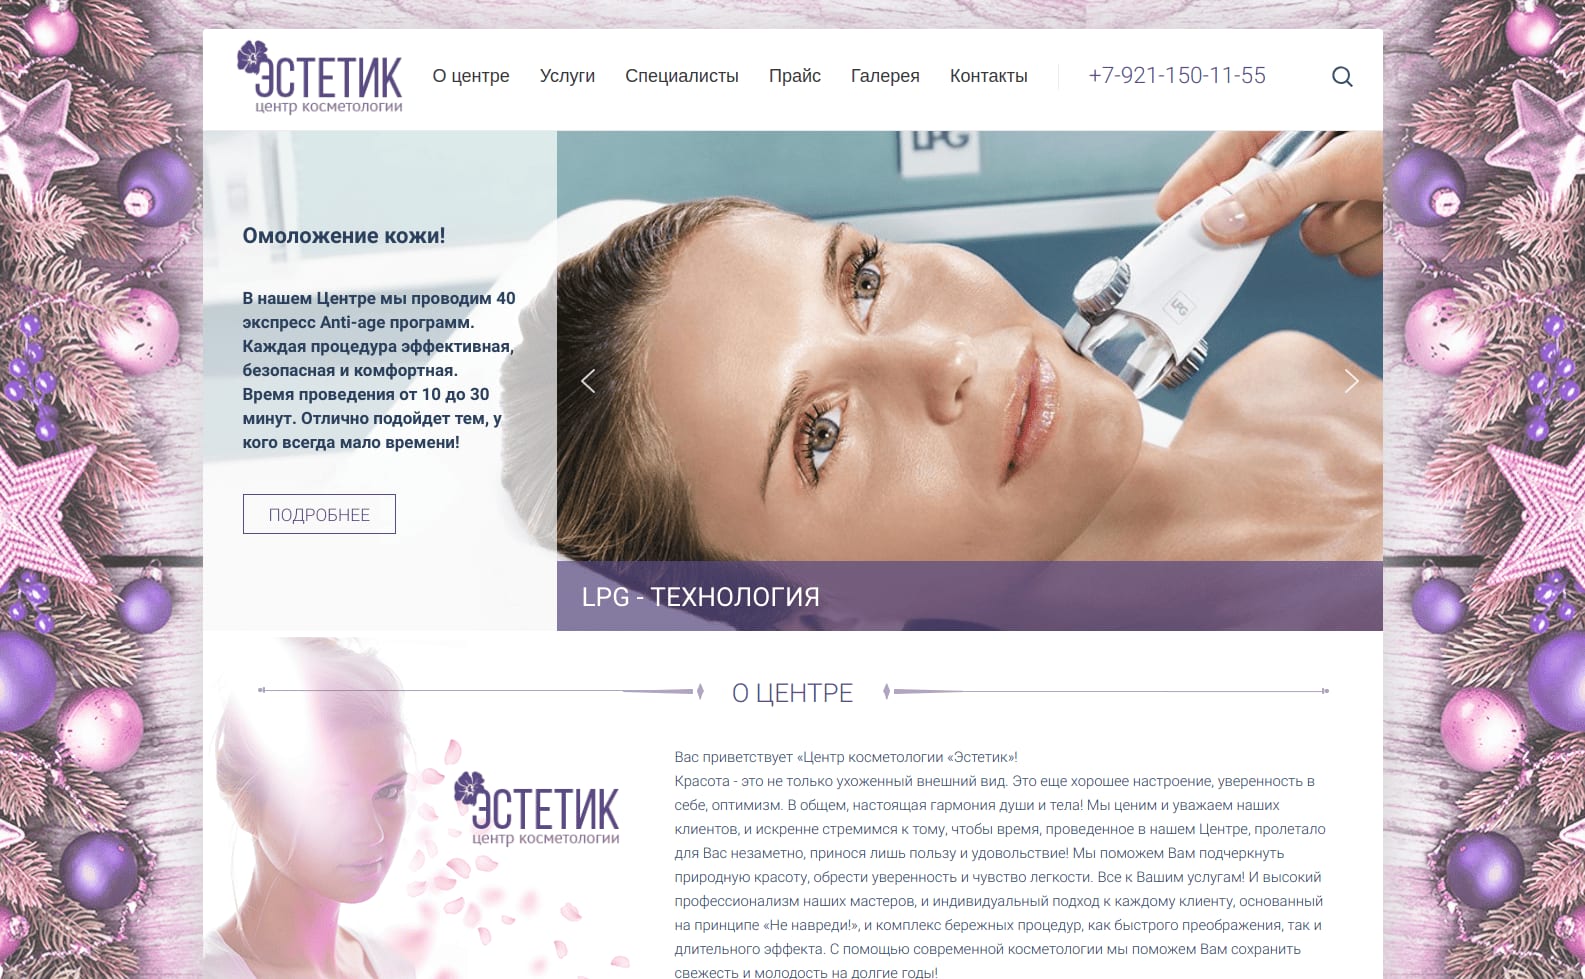 ЭСТЕТИК
центр косметологии
О центре
Услуги
Специалисты
Прайс
Галерея
Контакты
+7-921-150-11-55
LPG
LPG
Омоложение кожи!
В нашем Центре мы проводим 40
экспресс Anti-age программ.
Каждая процедура эффективная,
безопасная и комфортная.
Время проведения от 10 до 30
минут. Отлично подойдет тем, у
кого всегда мало времени!
ПОДРОБНЕЕ
LPG - ТЕХНОЛОГИЯ
О ЦЕНТРЕ
ЭСТЕТИК
центр косметологии
Вас приветствует «Центр косметологии «Эстетик»!
Красота - это не только ухоженный внешний вид. Это еще хорошее настроение, уверенность в
себе, оптимизм. В общем, настоящая гармония души и тела! Мы ценим и уважаем наших
клиентов, и искренне стремимся к тому, чтобы время, проведенное в нашем Центре, пролетало
для Вас незаметно, принося лишь пользу и удовольствие! Мы поможем Вам подчеркнуть
природную красоту, обрести уверенность и чувство легкости. Все к Вашим услугам! И высокий
профессионализм наших мастеров, и индивидуальный подход к каждому клиенту, основанный
на принципе «Не навреди!», и комплекс бережных процедур, как быстрого преображения, так и
длительного эффекта. С помощью современной косметологии мы поможем Вам сохранить
свежесть и молодость на долгие годы!